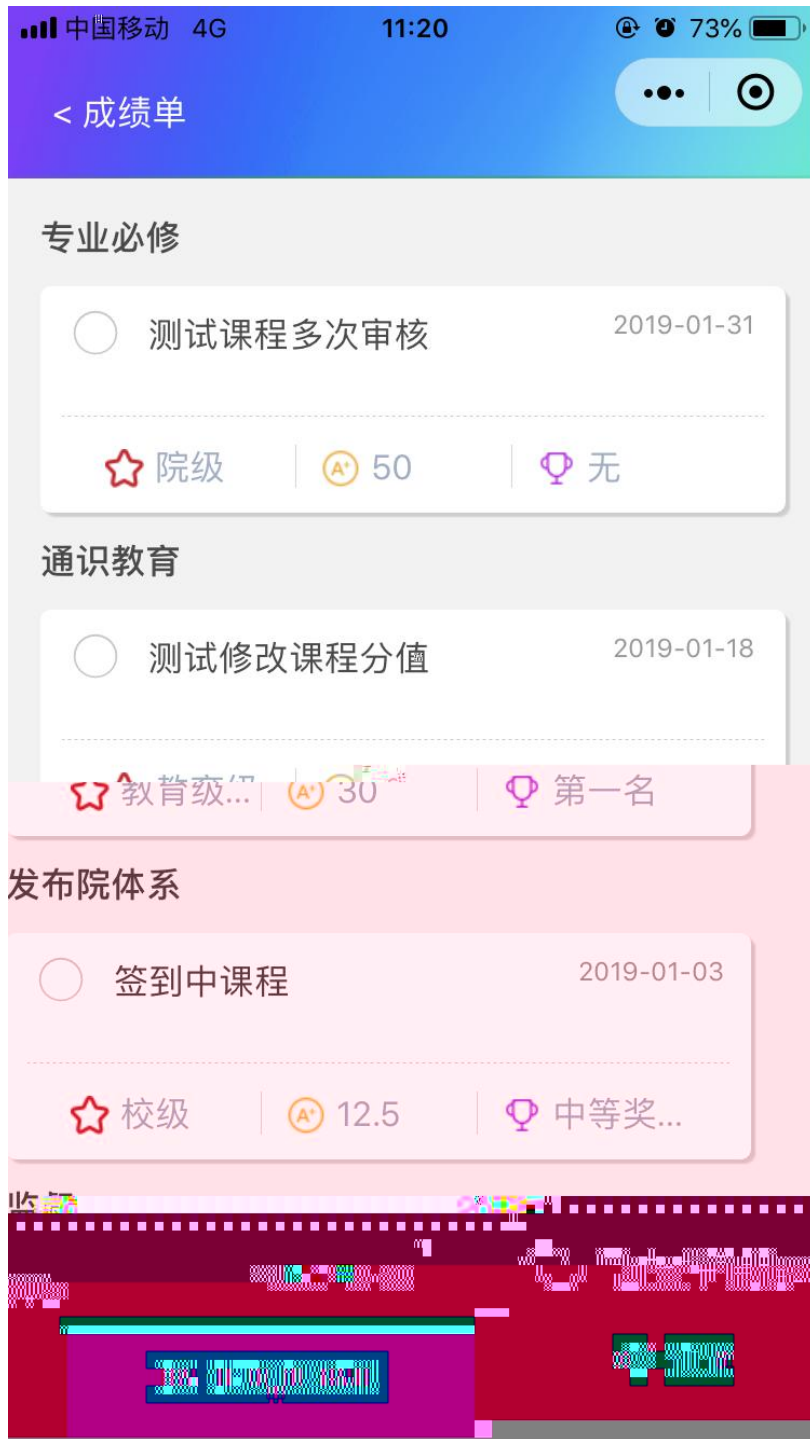 中国移动 4G 11:20 73%
< 成绩单
专业必修
测试课程多次审核 2019-01-31
院级 50 无
通识教育
测试修改课程分值 2019-01-18
教育级... 30 第一名
发布院体系
签到中课程 2019-01-03
校级 12.5 中等奖...